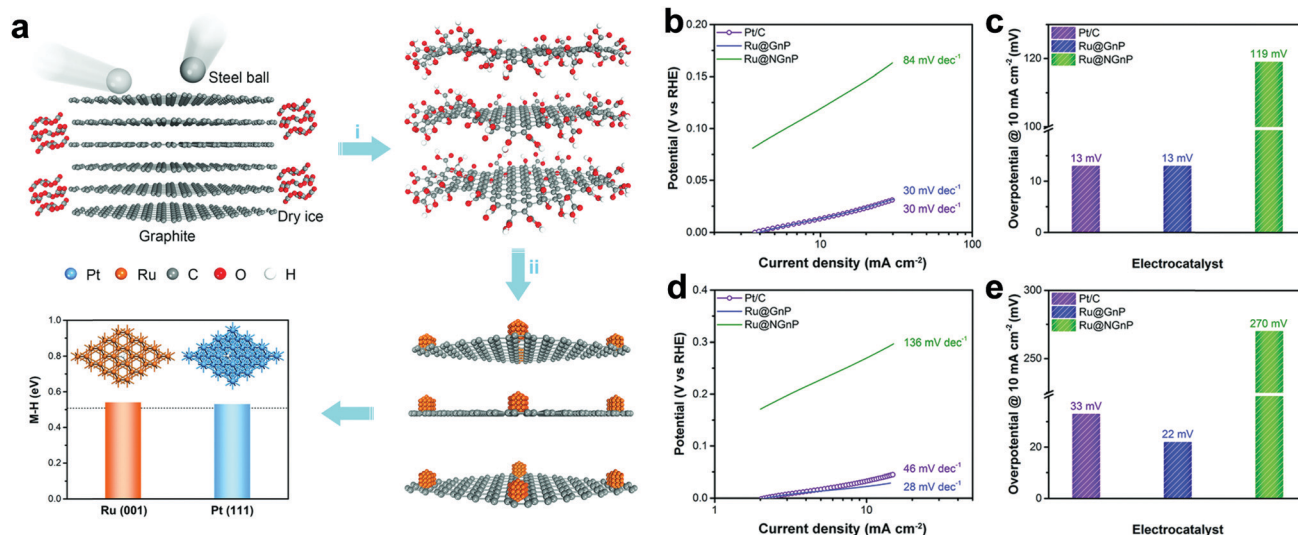 a
Steel ball
i
Dry ice
Graphite
Pt Ru C O H
ii
M-H (eV)
1.0
0.8
0.6
0.4
0.2
0.0
Ru (001) Pt (111)
b
Pt/C
Ru@GnP
Ru@NGnP
84 mV dec⁻¹
30 mV dec⁻¹
30 mV dec⁻¹
Potential (V vs RHE)
0.20
0.15
0.10
0.05
0.00
10 100
Current density (mA cm⁻²)
c
Pt/C
Ru@GnP
Ru@NGnP
119 mV
13 mV 13 mV
Overpotential @ 10 mA cm⁻² (mV)
120
100
10
0
Electrocatalyst
d
Pt/C
Ru@GnP
Ru@NGnP
136 mV dec⁻¹
46 mV dec⁻¹
28 mV dec⁻¹
Potential (V vs RHE)
0.4
0.3
0.2
0.1
0.0
1 10
Current density (mA cm⁻²)
e
Pt/C
Ru@GnP
Ru@NGnP
270 mV
33 mV
22 mV
Overpotential @ 10 mA cm⁻² (mV)
300
275
250
20
0
Electrocatalyst